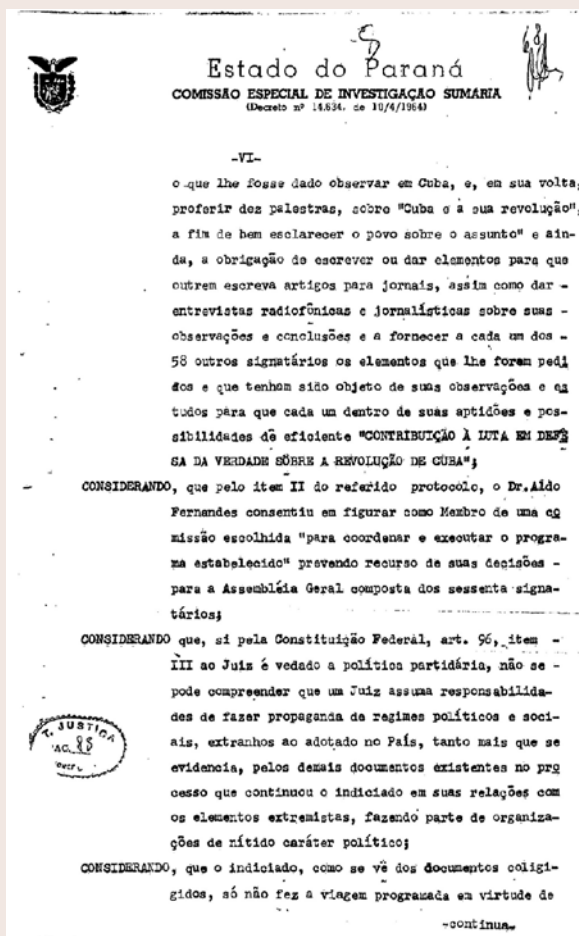 Estado do Paraná
COMISSÃO ESPECIAL DE INVESTIGAÇÃO SUMÁRIA
(Decreto nº 14.634, de 10/4/1964)
-VI-
o que lhe fosse dado observar em Cuba, e, em sua volta,
proferir dez palestras, sobre "Cuba e a sua revolução",
a fim de bem esclarecer o povo sobre o assunto" e ain-
da, a obrigação de escrever ou dar elementos para que
outrem escreva artigos para jornais, assim como dar -
entrevistas radiofônicas e jornalísticas sobre suas -
observações e conclusões e a fornecer a cada um dos -
58 outros signatários os elementos que lhe forem pedi
dos e que tenham sido objeto de suas observações e es
tudos para que cada um dentro de suas aptidões e pos-
sibilidades dê eficiente "CONTRIBUIÇÃO À LUTA EM DEFE
SA DA VERDADE SÔBRE A REVOLUÇÃO DE CUBA";
CONSIDERANDO, que pelo item II do referido protocolo, o Dr.Aldo
Fernandes consentiu em figurar como Membro de uma co
missão escolhida "para coordenar e executar o progra-
ma estabelecido" prevendo recurso de suas decisões -
para a Assembléia Geral composta dos sessenta signa-
tários;
CONSIDERANDO que, si pela Constituição Federal, art. 96, item -
III ao Juiz é vedado a política partidária, não se -
pode compreender que um Juiz assuma responsabilida-
des de fazer propaganda de regimes políticos e soci-
ais, extranhos ao adotado no País, tanto mais que se
evidencia, pelos demais documentos existentes no pro
cesso que continuou o indiciado em suas relações com
os elementos extremistas, fazendo parte de organiza-
ções de nítido caráter político;
T. JUSTIÇA
85
CONSIDERANDO, que o indiciado, como se vê dos documentos coligi-
gidos, só não fez a viagem programada em virtude de
-continua-